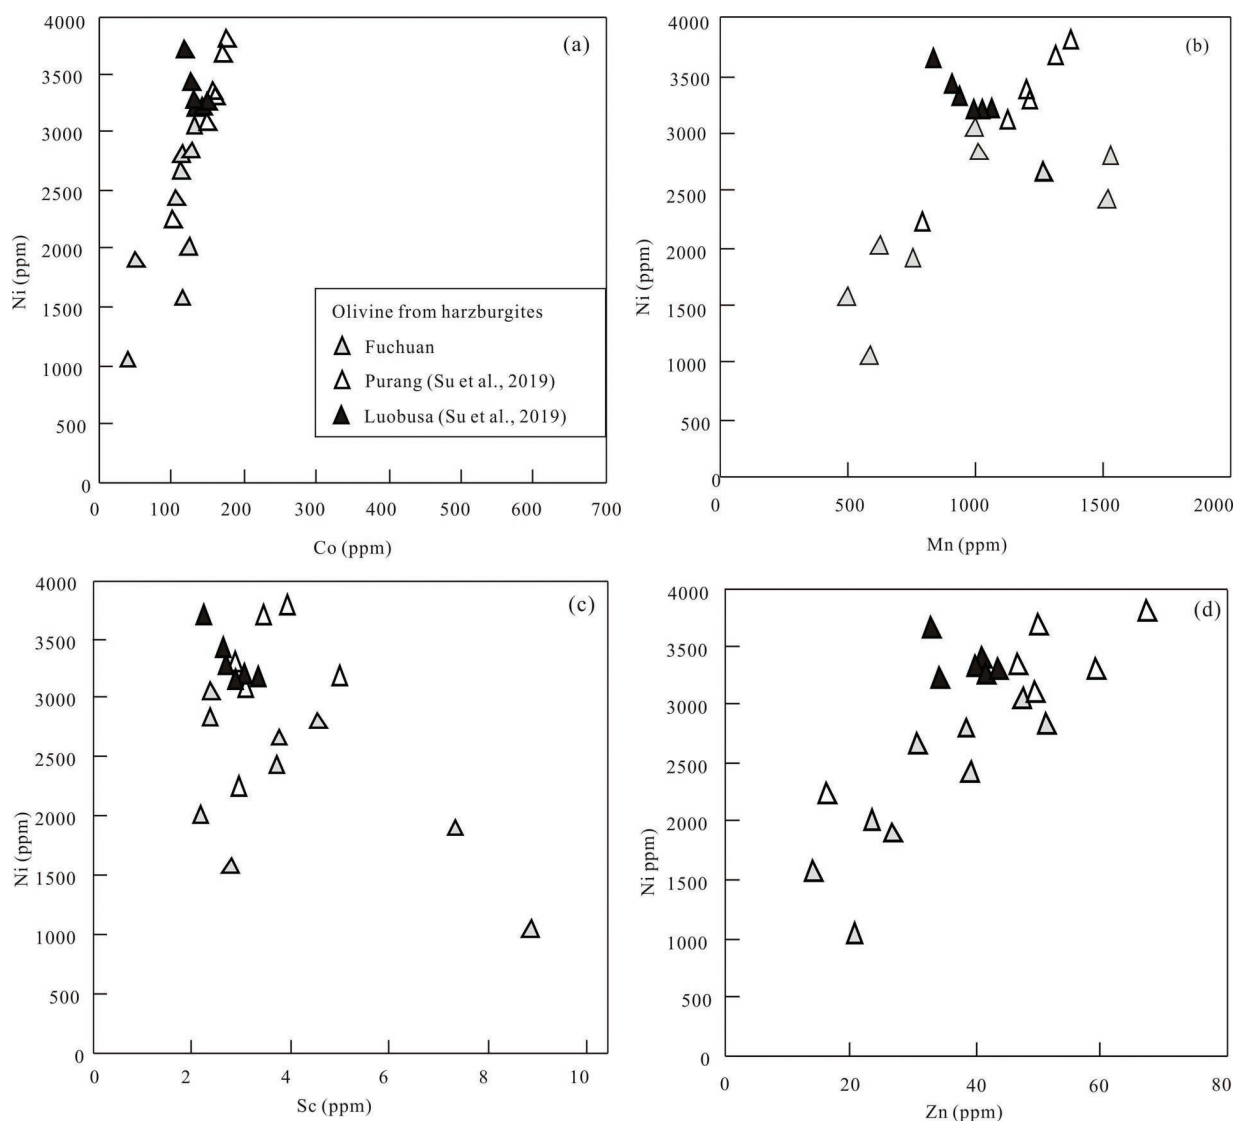 4000
3500
3000
2500
2000
1500
1000
500
0
Ni (ppm)
(a)
Olivine from harzburgites
Fuchuan
Purang (Su et al., 2019)
Luobusa (Su et al., 2019)
0 100 200 300 400 500 600 700
Co (ppm)
4000
3500
3000
2500
2000
1500
1000
500
0
Ni (ppm)
(b)
0 500 1000 1500 2000
Mn (ppm)
4000
3500
3000
2500
2000
1500
1000
500
0
Ni (ppm)
(c)
0 2 4 6 8 10
Sc (ppm)
4000
3500
3000
2500
2000
1500
1000
500
0
Ni ppm)
(d)
0 20 40 60 80
Zn (ppm)